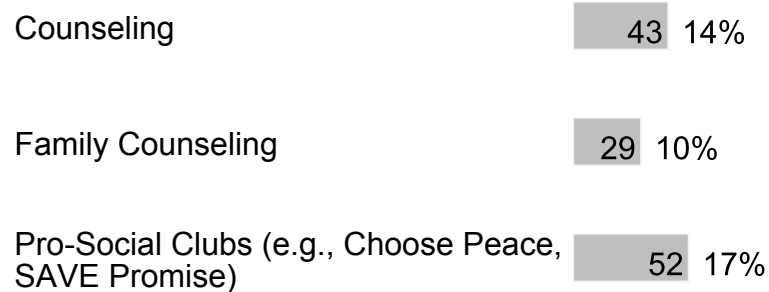 Counseling 43 14%
Family Counseling 29 10%
Pro-Social Clubs (e.g., Choose Peace,
SAVE Promise) 52 17%